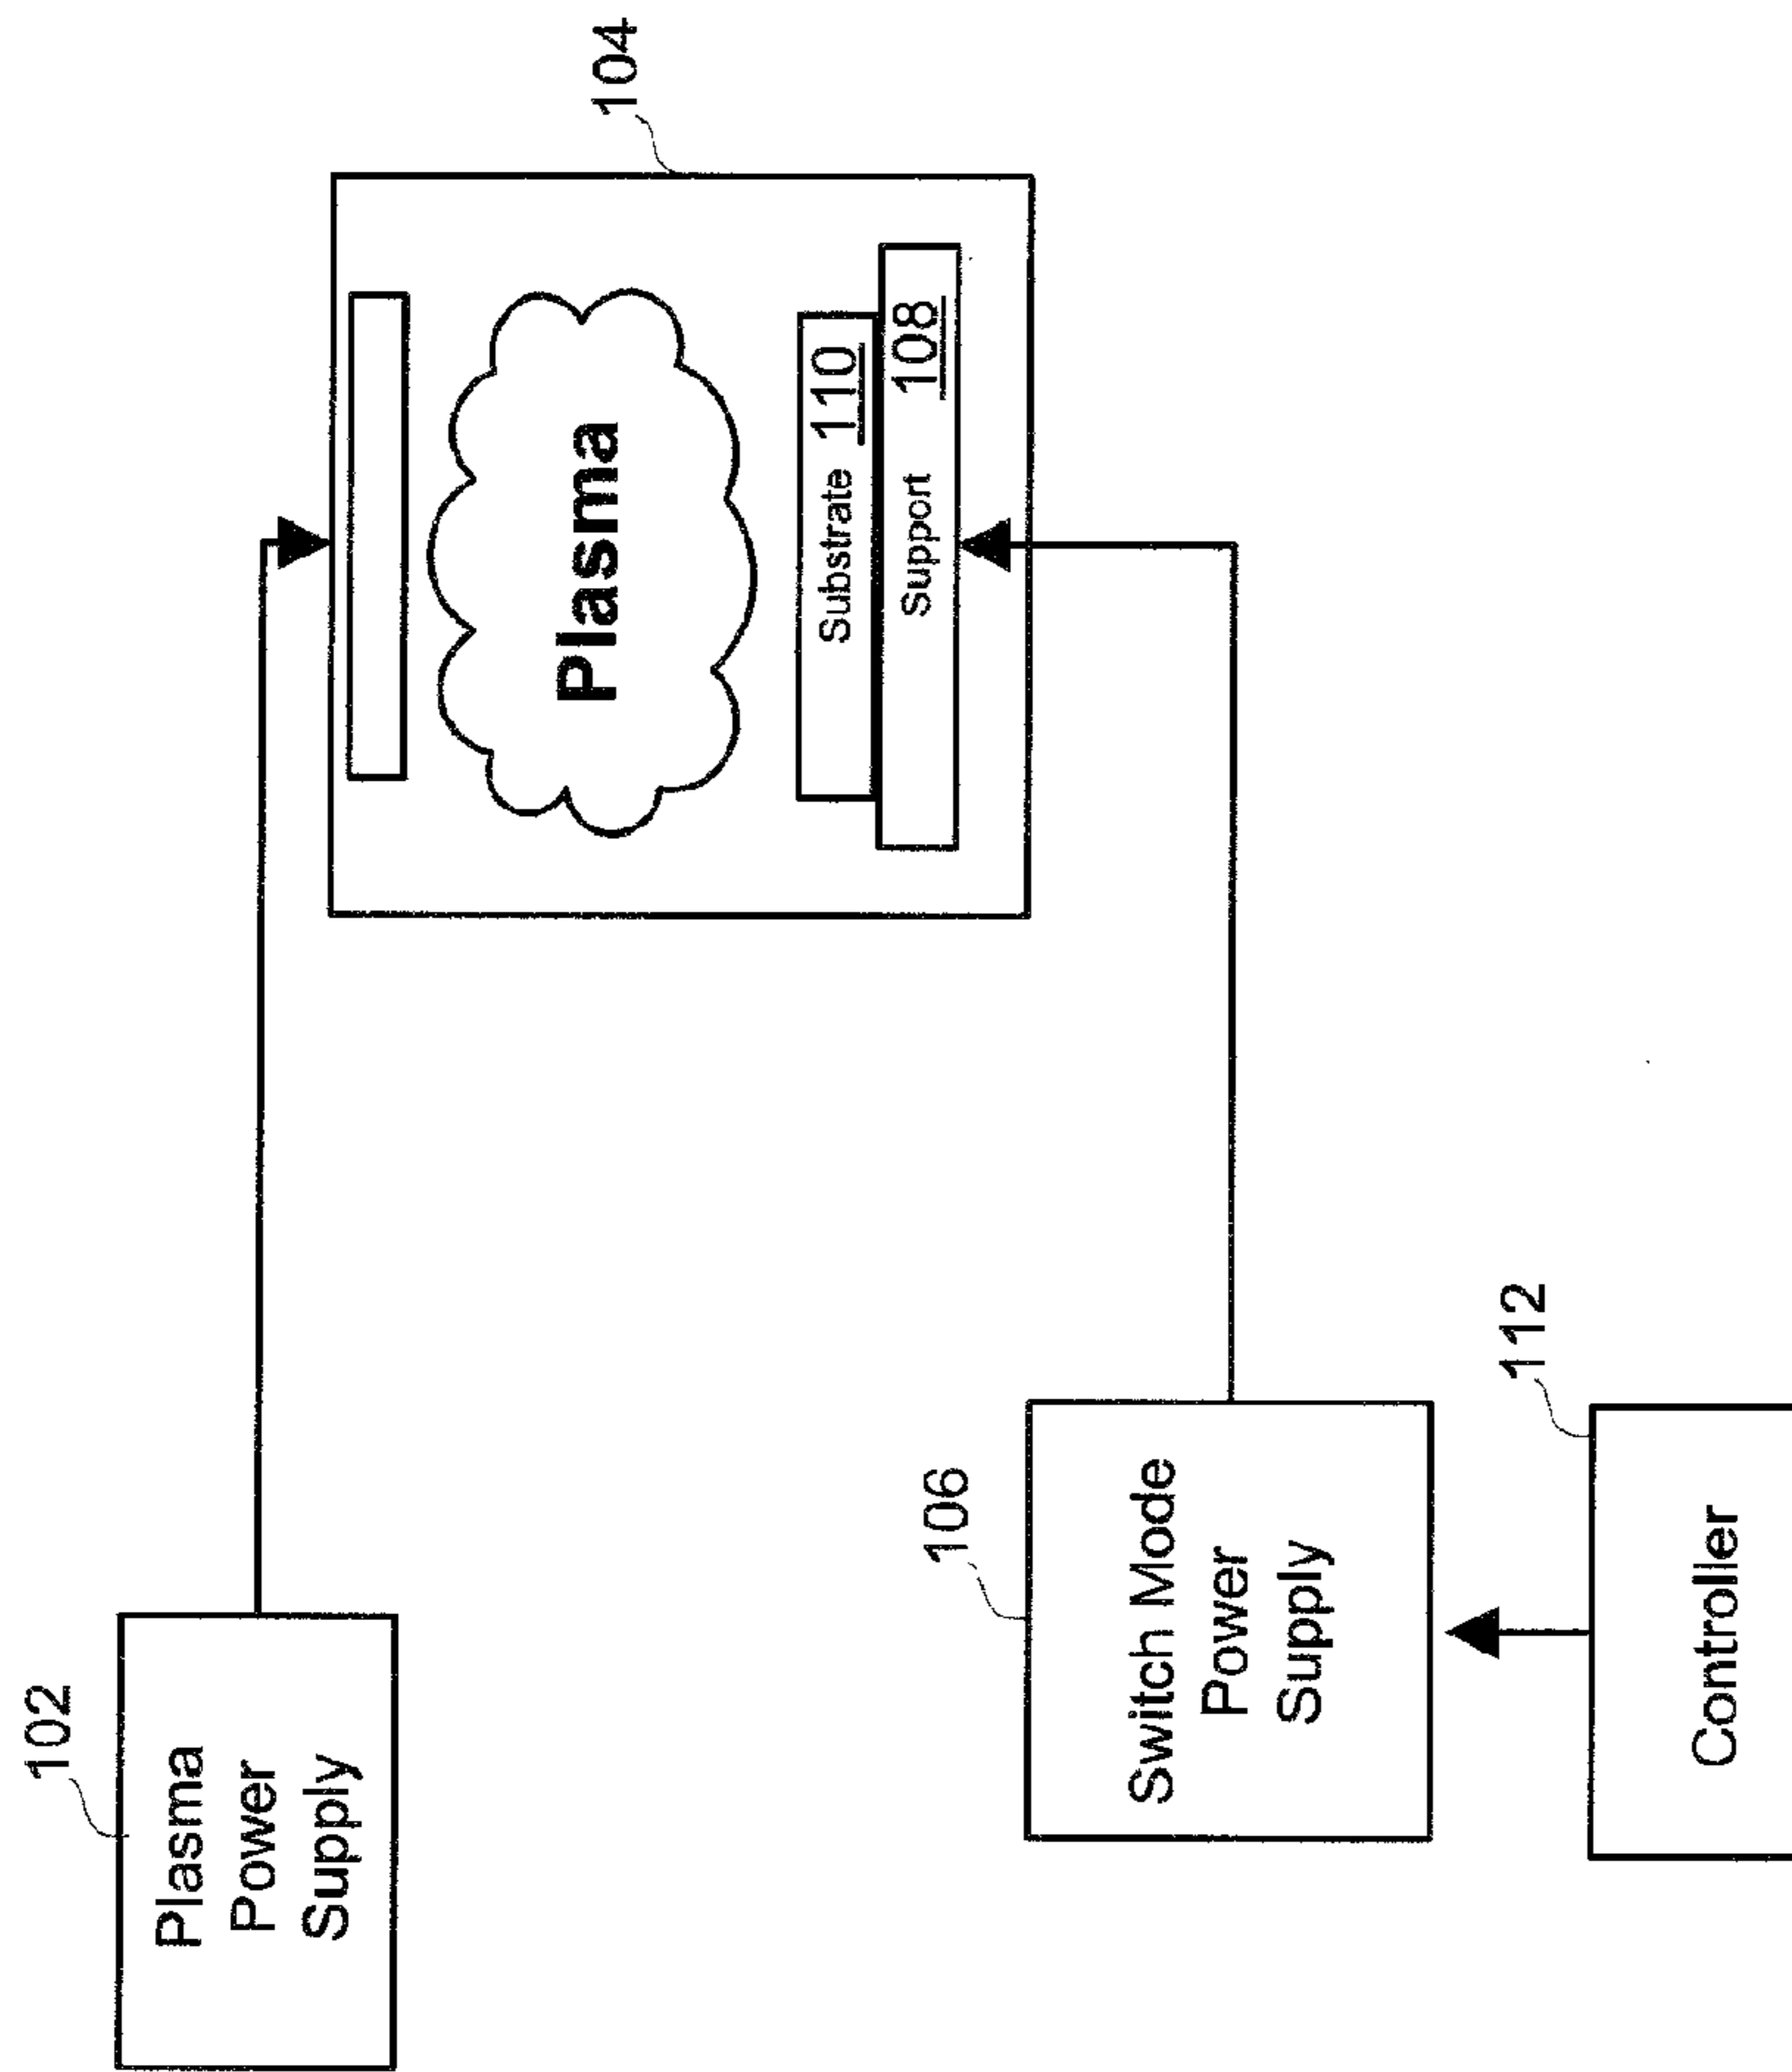 102
Plasma
Power
Supply
104
Plasma
Substrate 110
Support 108
106
Switch Mode
Power
Supply
112
Controller